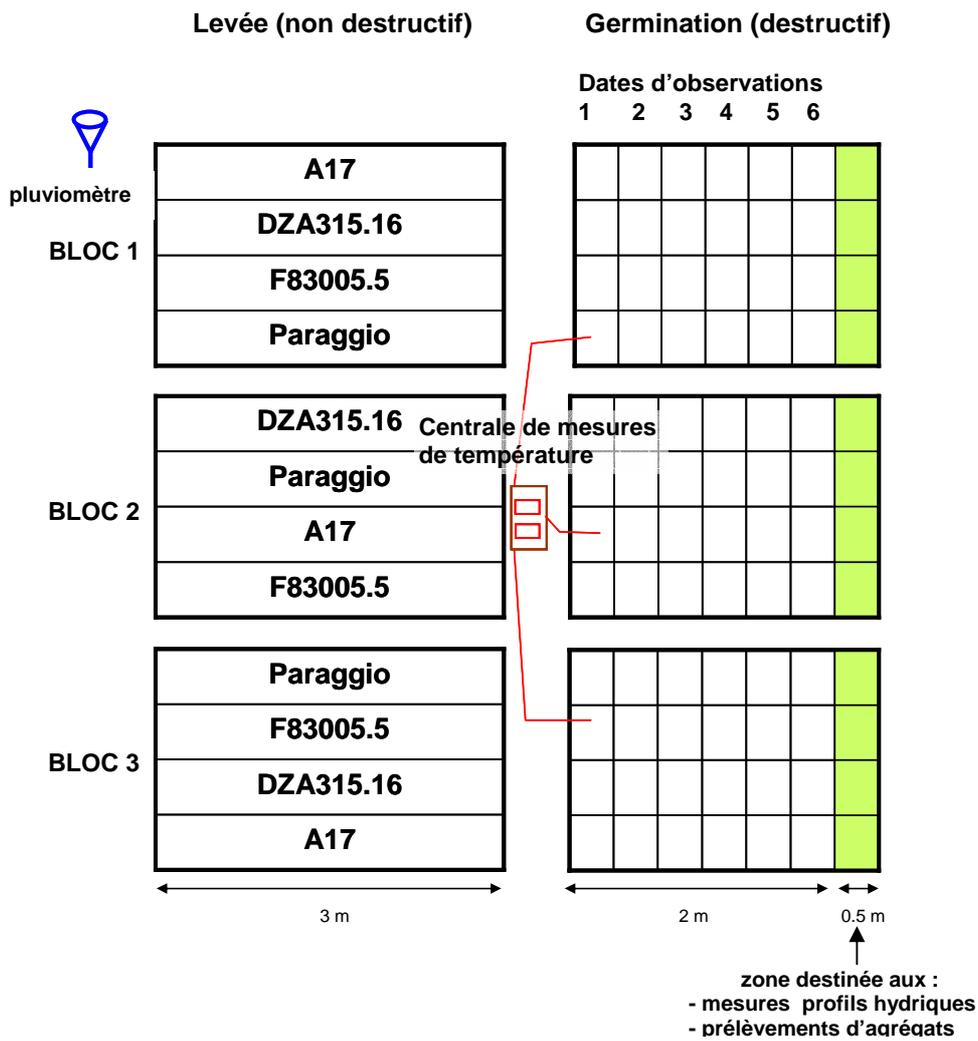 Levée (non destructif)
Germination (destructif)
Dates d'observations
1 2 3 4 5 6
pluviomètre
BLOC 1
A17
DZA315.16
F83005.5
Paraggio
BLOC 2
DZA315.16
Paraggio
A17
F83005.5
Centrale de mesures
de température
BLOC 3
Paraggio
F83005.5
DZA315.16
A17
3 m
2 m
0.5 m
zone destinée aux :
- mesures profils hydriques
- prélèvements d'agrégats